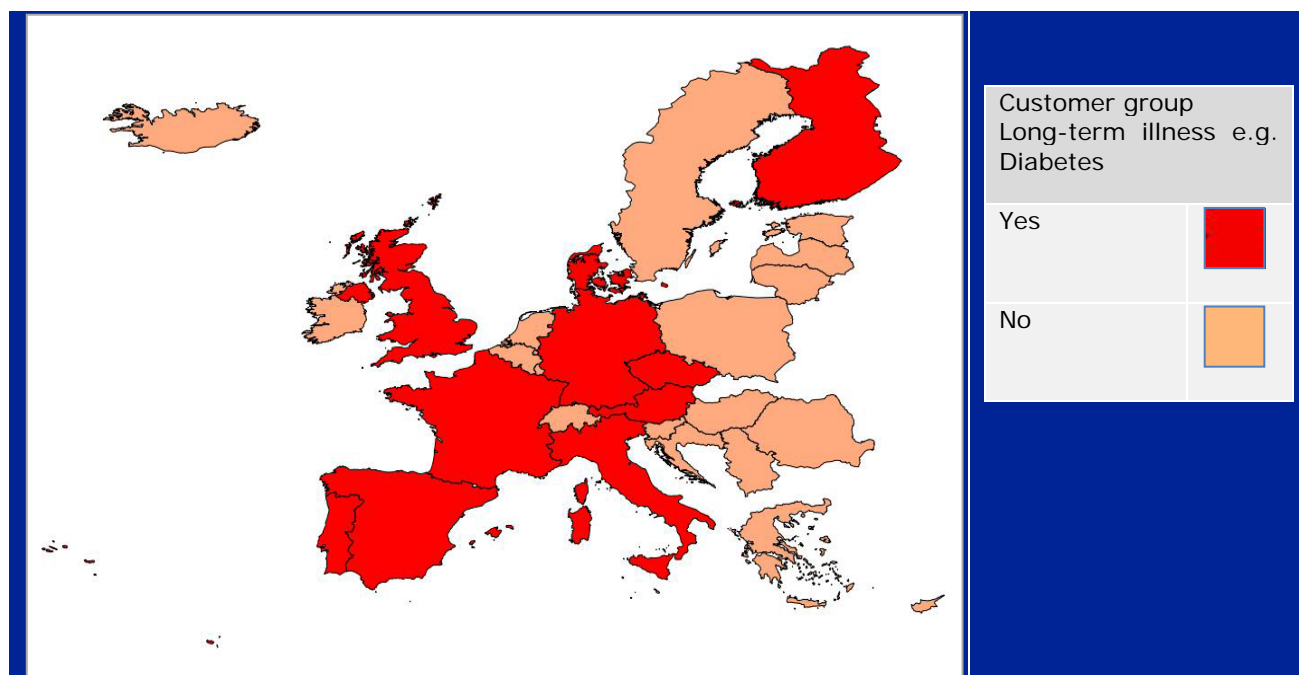 Customer group
Long-term illness e.g.
Diabetes
Yes
No